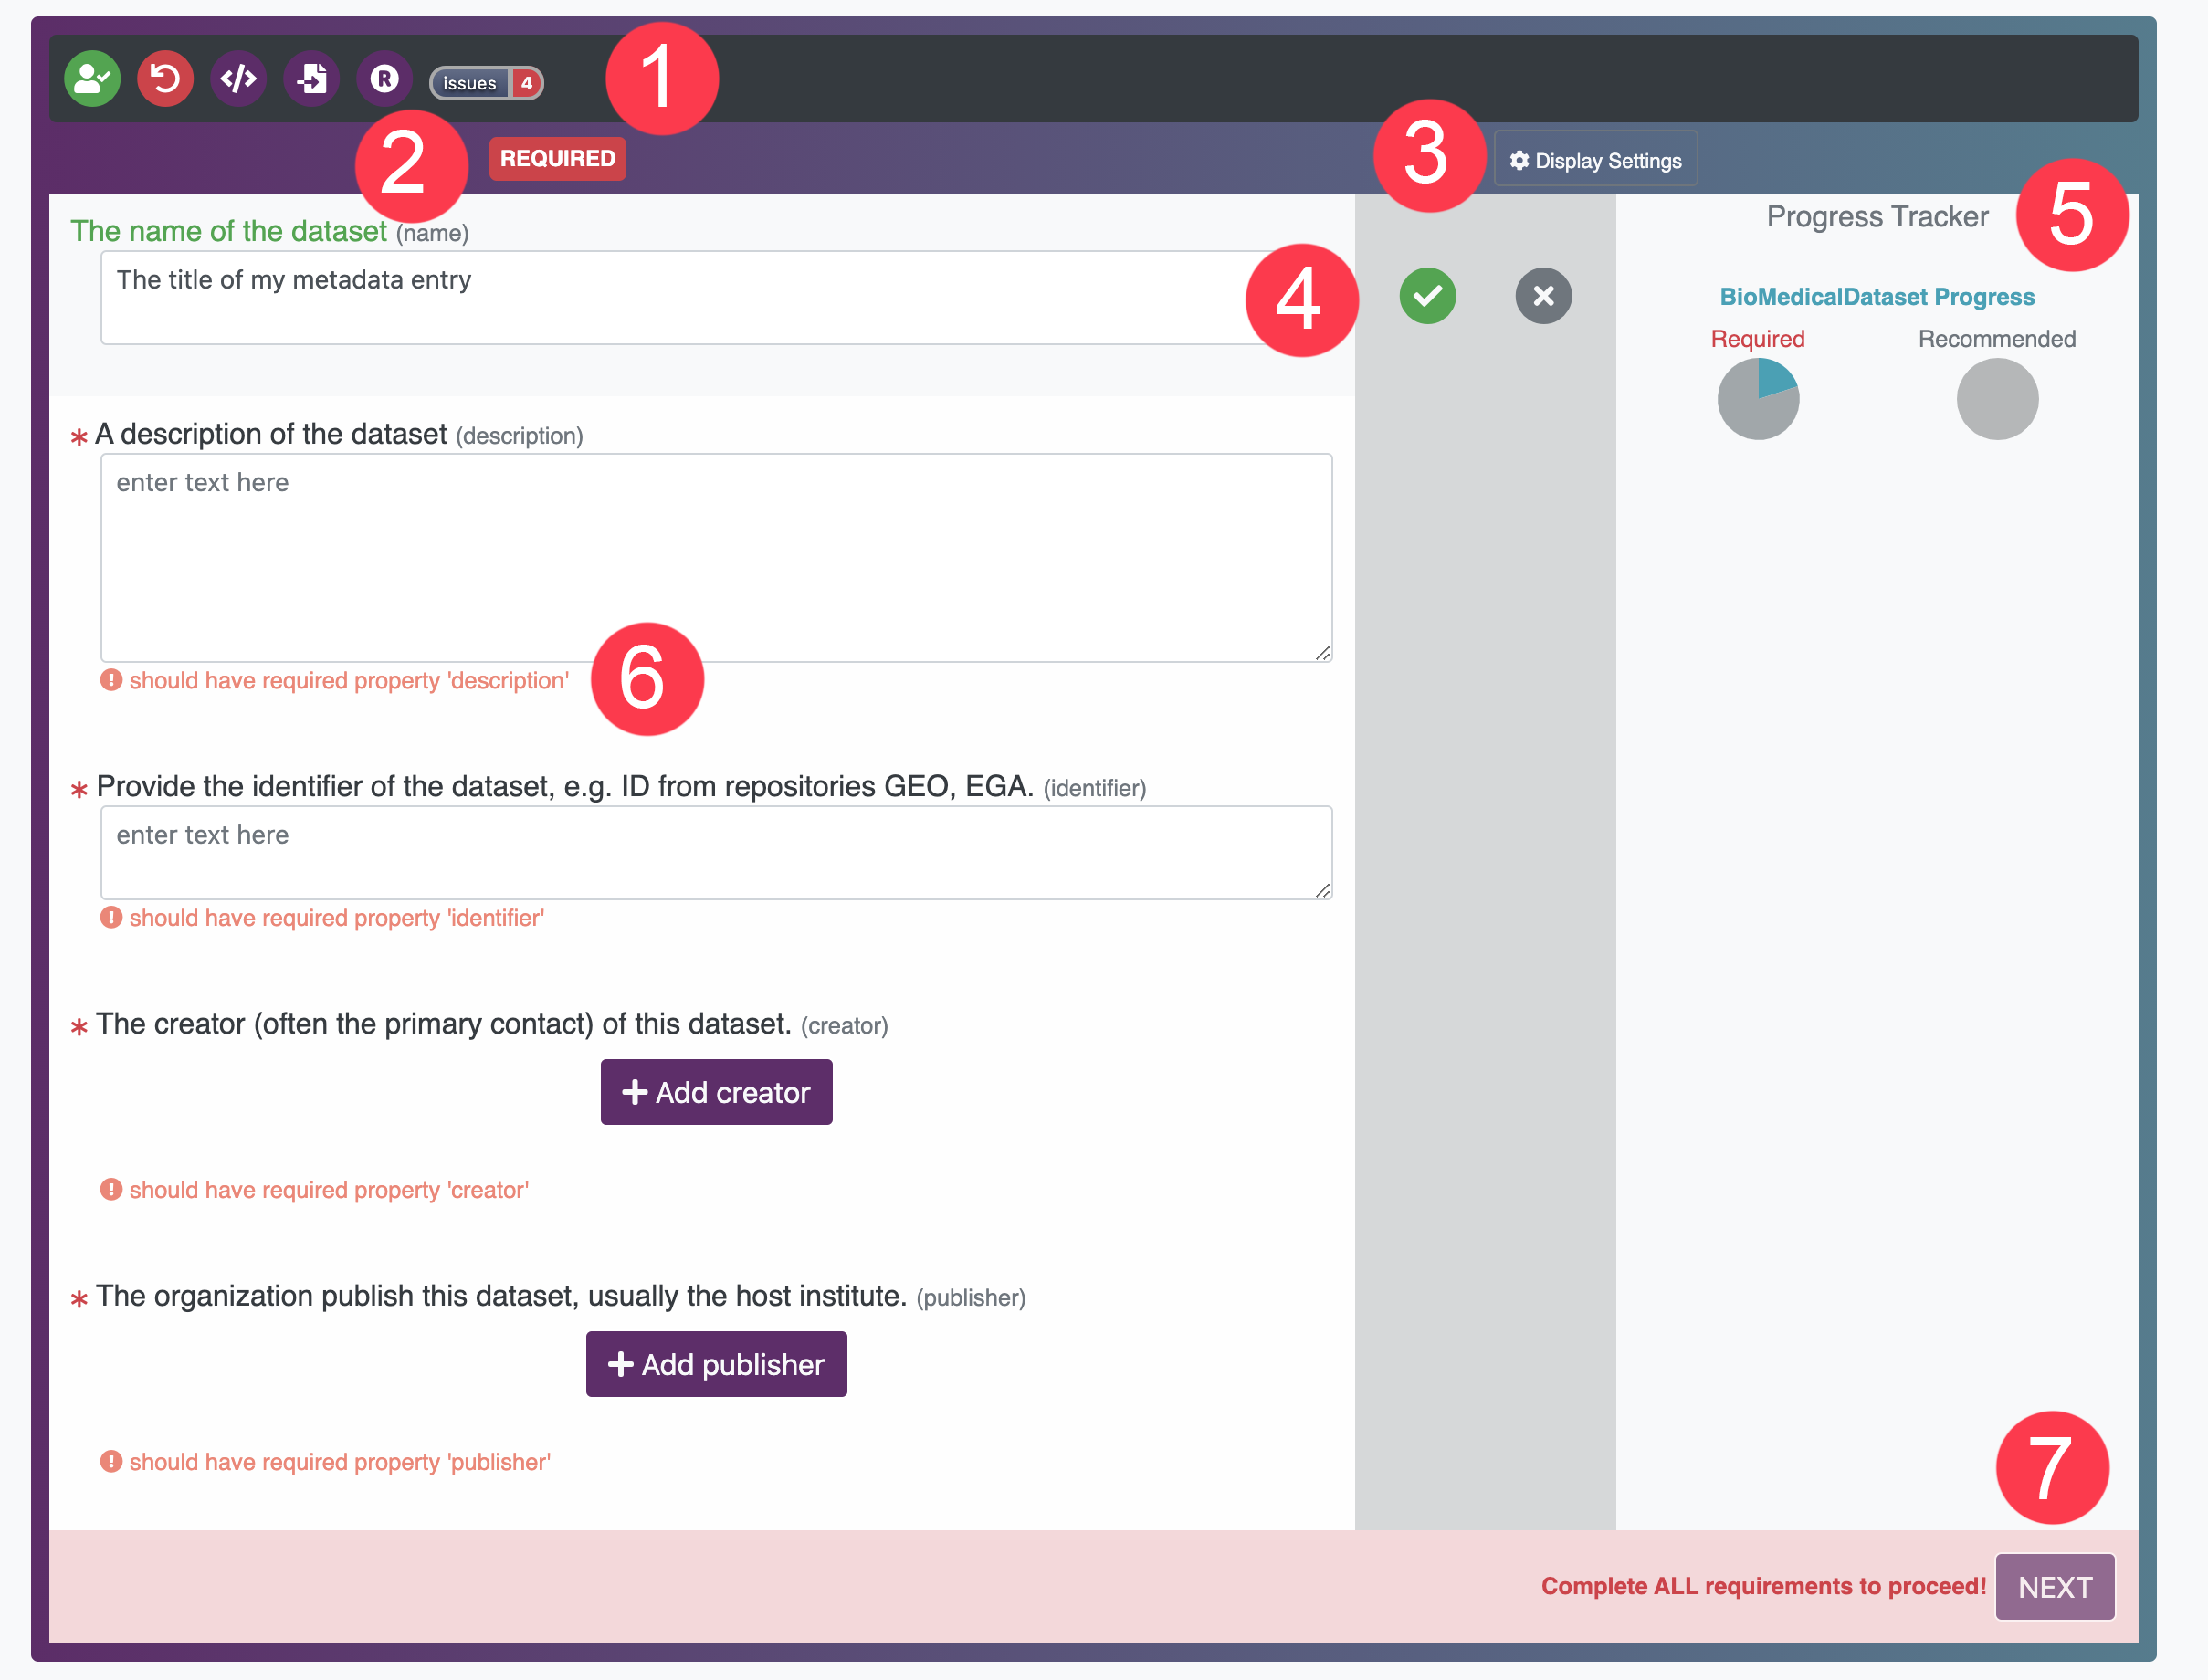 R
issues 4
1
2
REQUIRED
3
Display Settings
The name of the dataset (name)
The title of my metadata entry
4
Progress Tracker
5
BioMedicalDataset Progress
Required
Recommended
* A description of the dataset (description)
enter text here
! should have required property 'description'
6
* Provide the identifier of the dataset, e.g. ID from repositories GEO, EGA. (identifier)
enter text here
! should have required property 'identifier'
* The creator (often the primary contact) of this dataset. (creator)
+ Add creator
! should have required property 'creator'
* The organization publish this dataset, usually the host institute. (publisher)
+ Add publisher
! should have required property 'publisher'
7
Complete ALL requirements to proceed!
NEXT